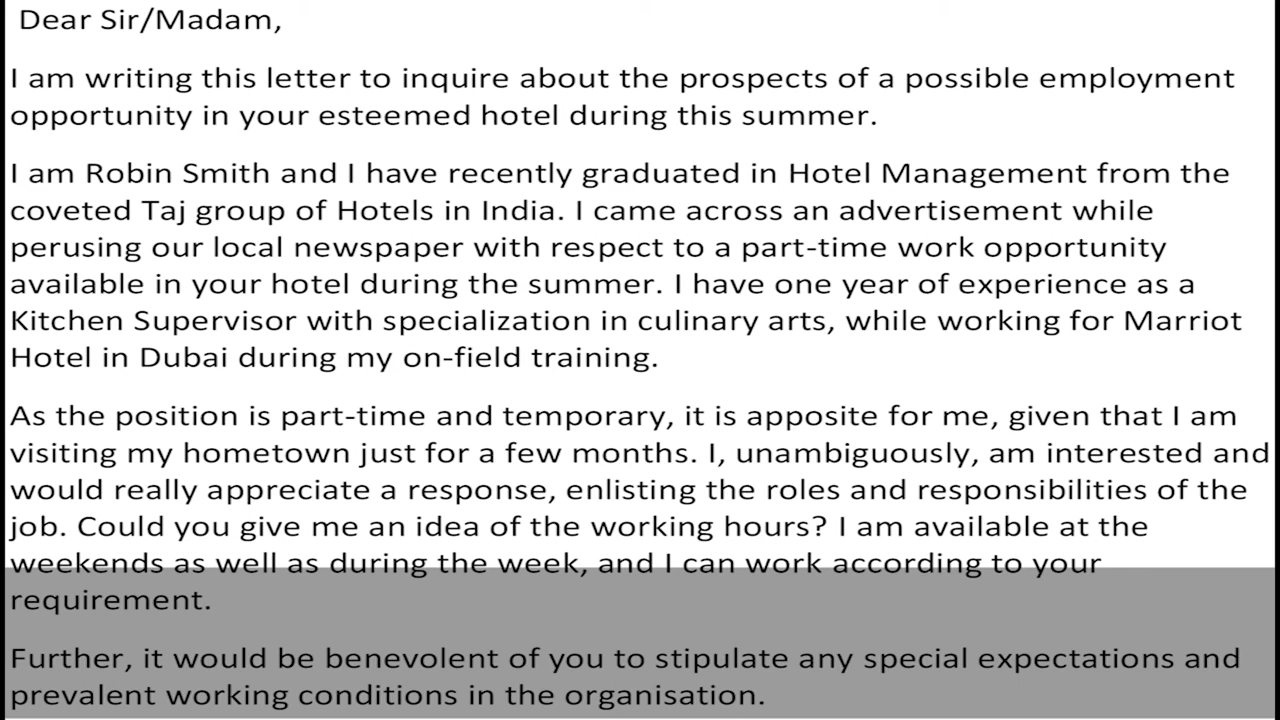 Dear Sir/Madam,
I am writing this letter to inquire about the prospects of a possible employment
opportunity in your esteemed hotel during this summer.
I am Robin Smith and I have recently graduated in Hotel Management from the
coveted Taj group of Hotels in India. I came across an advertisement while
perusing our local newspaper with respect to a part-time work opportunity
available in your hotel during the summer. I have one year of experience as a
Kitchen Supervisor with specialization in culinary arts, while working for Marriot
Hotel in Dubai during my on-field training.
As the position is part-time and temporary, it is apposite for me, given that I am
visiting my hometown just for a few months. I, unambiguously, am interested and
would really appreciate a response, enlisting the roles and responsibilities of the
job. Could you give me an idea of the working hours? I am available at the
weekends as well as during the week, and I can work according to your
requirement.
Further, it would be benevolent of you to stipulate any special expectations and
prevalent working conditions in the organisation.